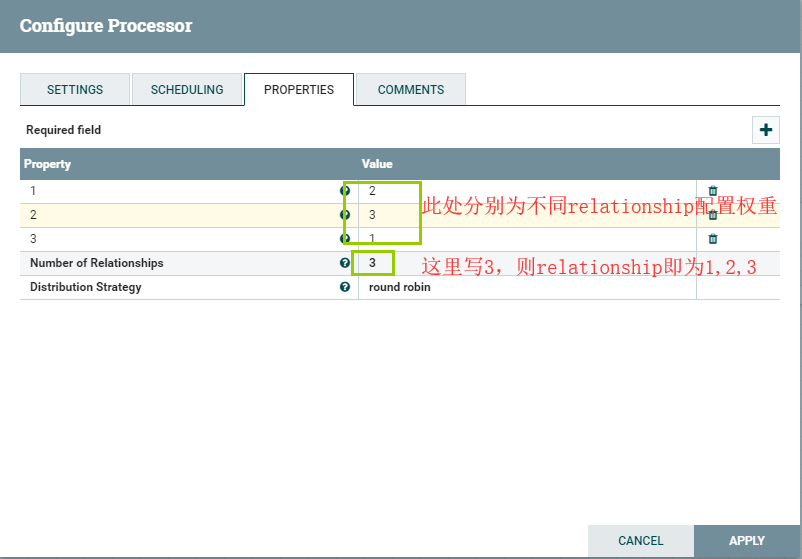 Configure Processor
SETTINGS SCHEDULING PROPERTIES COMMENTS
Required field
Property Value
1 2
此处分别为不同relationship配置权重
2 3
3 1
Number of Relationships 3
这里写3，则relationship即为1,2,3
Distribution Strategy round robin
CANCEL APPLY